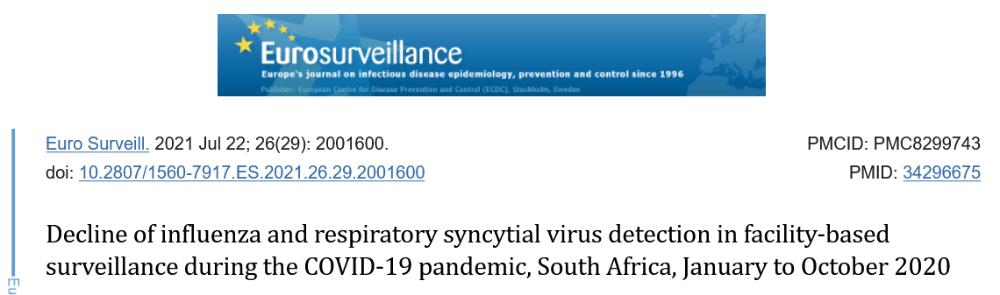 Eurosurveillance
Europe's journal on infectious disease epidemiology, prevention and control since 1996
Publisher: European Centre for Disease Prevention and Control (ECDC), Stockholm, Sweden
Euro Surveill. 2021 Jul 22; 26(29): 2001600. PMCID: PMC8299743
doi: 10.2807/1560-7917.ES.2021.26.29.2001600 PMID: 34296675
Decline of influenza and respiratory syncytial virus detection in facility-based
surveillance during the COVID-19 pandemic, South Africa, January to October 2020
Eu